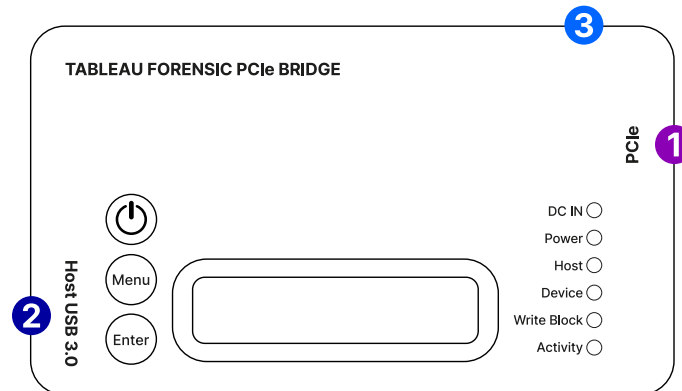 3
TABLEAU FORENSIC PCIe BRIDGE
PCIe
1
DC IN
Power
Host
Menu
Device
Host USB 3.0
2
Write Block
Enter
Activity